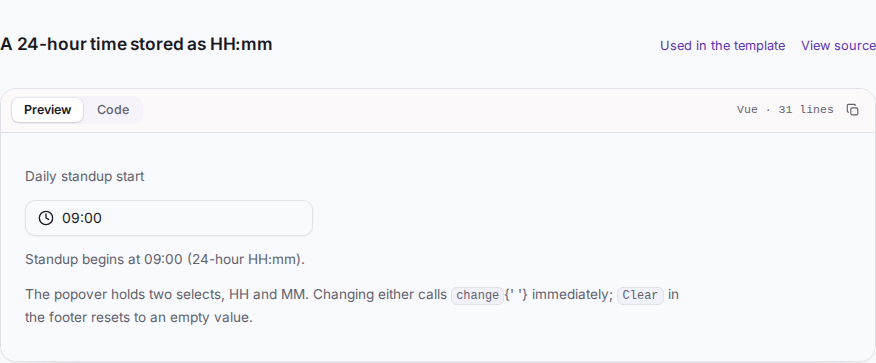 A 24-hour time stored as HH:mm
Used in the template
View source
Preview
Code
Vue · 31 lines
Daily standup start
09:00
Standup begins at 09:00 (24-hour HH:mm).
The popover holds two selects, HH and MM. Changing either calls change{' '} immediately; Clear in
the footer resets to an empty value.